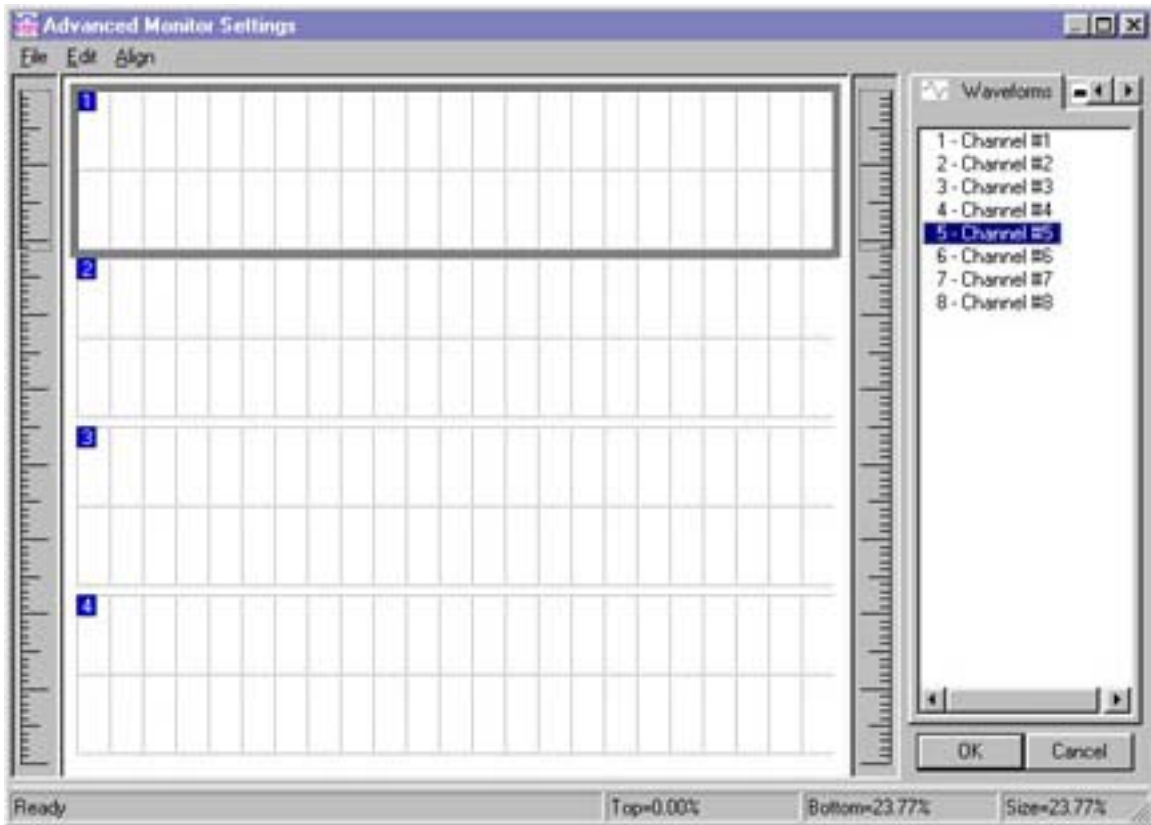 Advanced Monitor Settings
File Edit Align
1
2
3
4
Waveforms
1 - Channel #1
2 - Channel #2
3 - Channel #3
4 - Channel #4
5 - Channel #5
6 - Channel #6
7 - Channel #7
8 - Channel #8
OK Cancel
Ready Top=0.00% Bottom=23.77% Size=23.77%